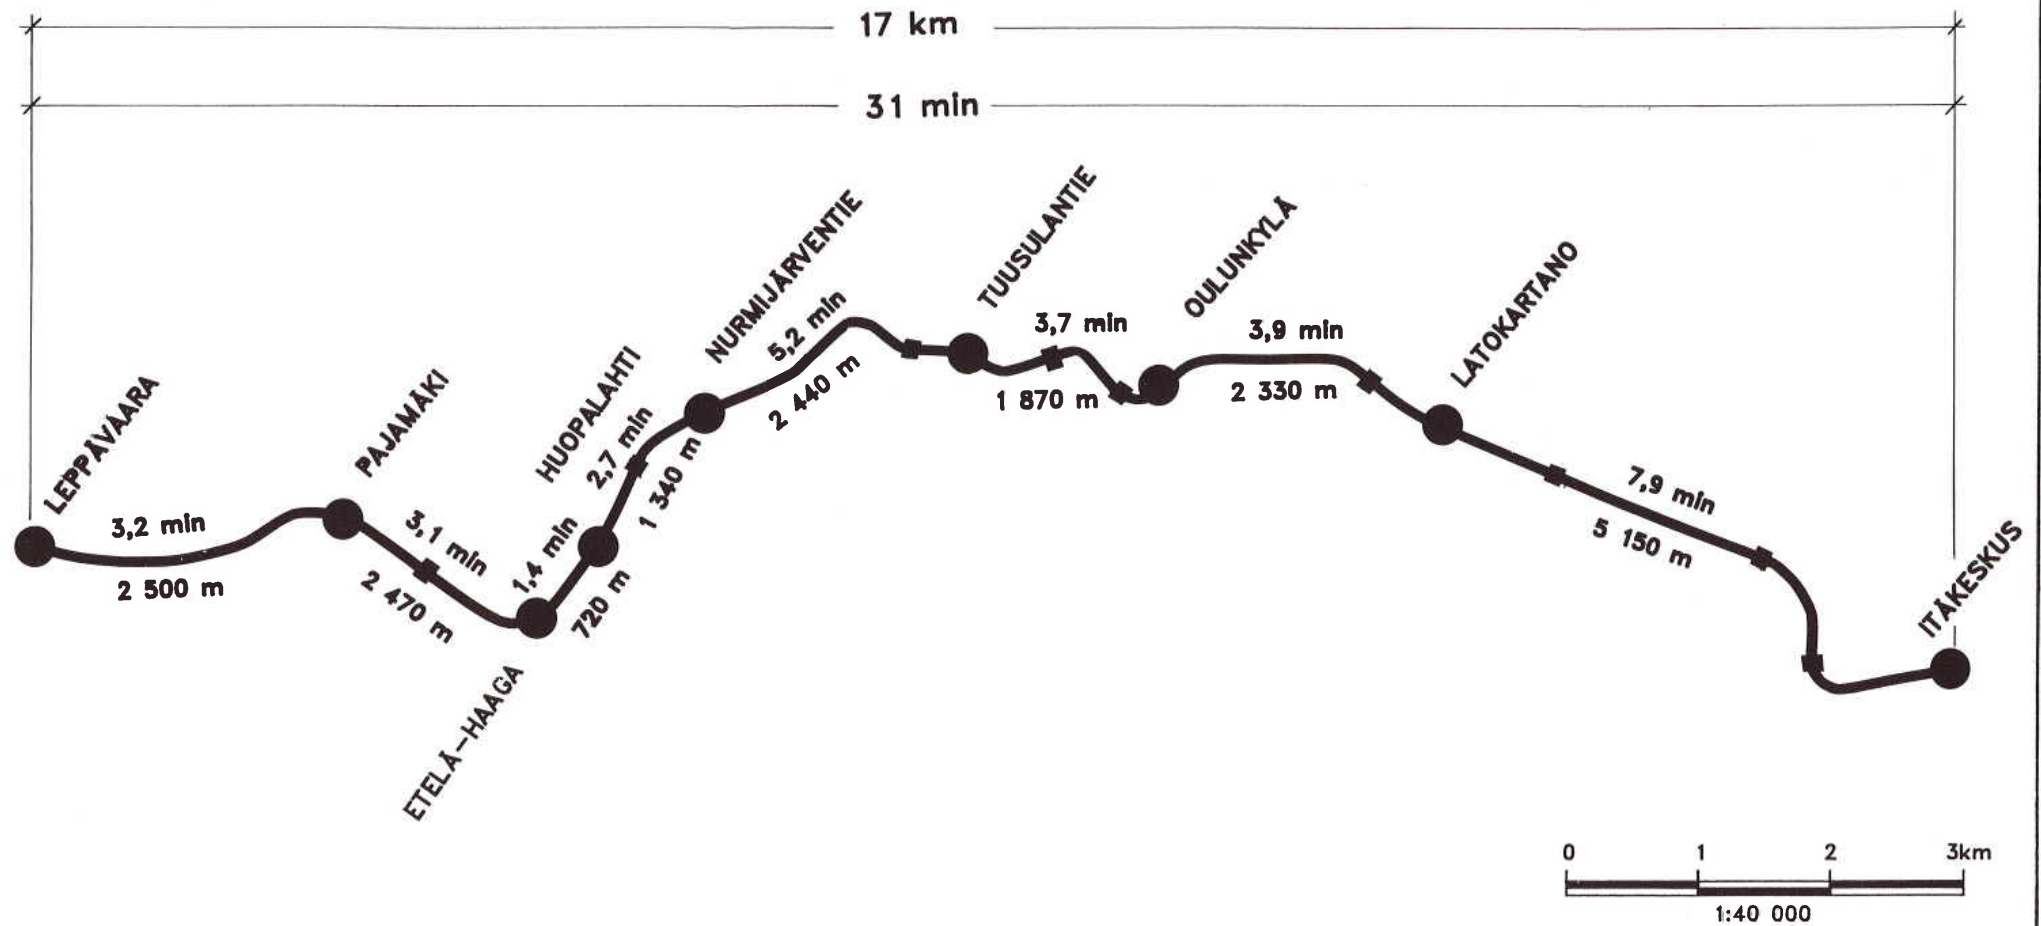 17 km
31 min
LEPPÄVAARA
3,2 min
2 500 m
PAJAMÄKI
3,1 min
2 470 m
ETELÄ-HAAGA
1,4 min
720 m
HUOPALAHTI
2,7 min
1 340 m
NURMIJÄRVENTIE
5,2 min
2 440 m
TUUSULANTIE
3,7 min
1 870 m
OULUNKYLÄ
3,9 min
2 330 m
LATOKARTANO
7,9 min
5 150 m
ITÄKESKUS
0 1 2 3km
1:40 000